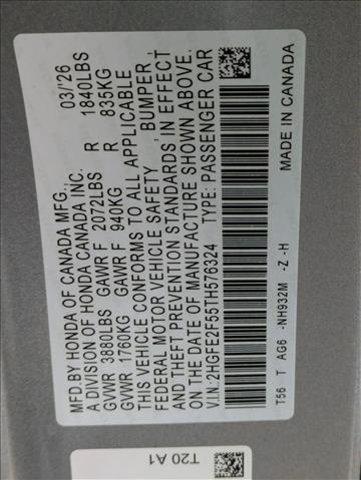 MFD.BY HONDA OF CANADA MFG., 03/26
A DIVISION OF HONDA CANADA INC.
GVWR 3880LBS GAWR F 2072LBS R 1840LBS
GVWR 1760KG GAWR F 940KG R 835KG
THIS VEHICLE CONFORMS TO ALL APPLICABLE
FEDERAL MOTOR VEHICLE SAFETY, BUMPER,
AND THEFT PREVENTION STANDARDS IN EFFECT
ON THE DATE OF MANUFACTURE SHOWN ABOVE.
V.I.N:2HGFE2F55TH576324 TYPE: PASSENGER CAR
T56 T AG6 -NH932M -Z -H MADE IN CANADA
T20 A1